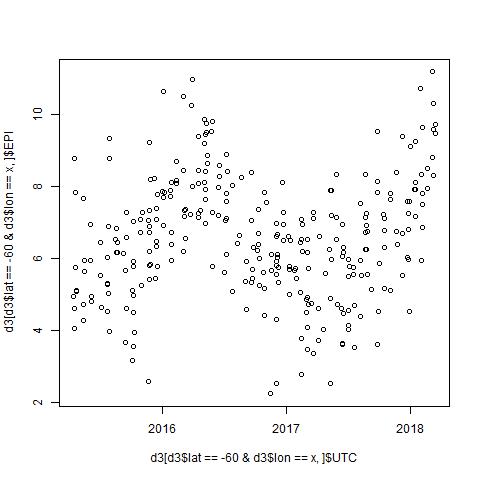 d3[d3$lat == -60 & d3$lon == x, ]$EPI
10
8
6
4
2
2016 2017 2018
d3[d3$lat == -60 & d3$lon == x, ]$UTC